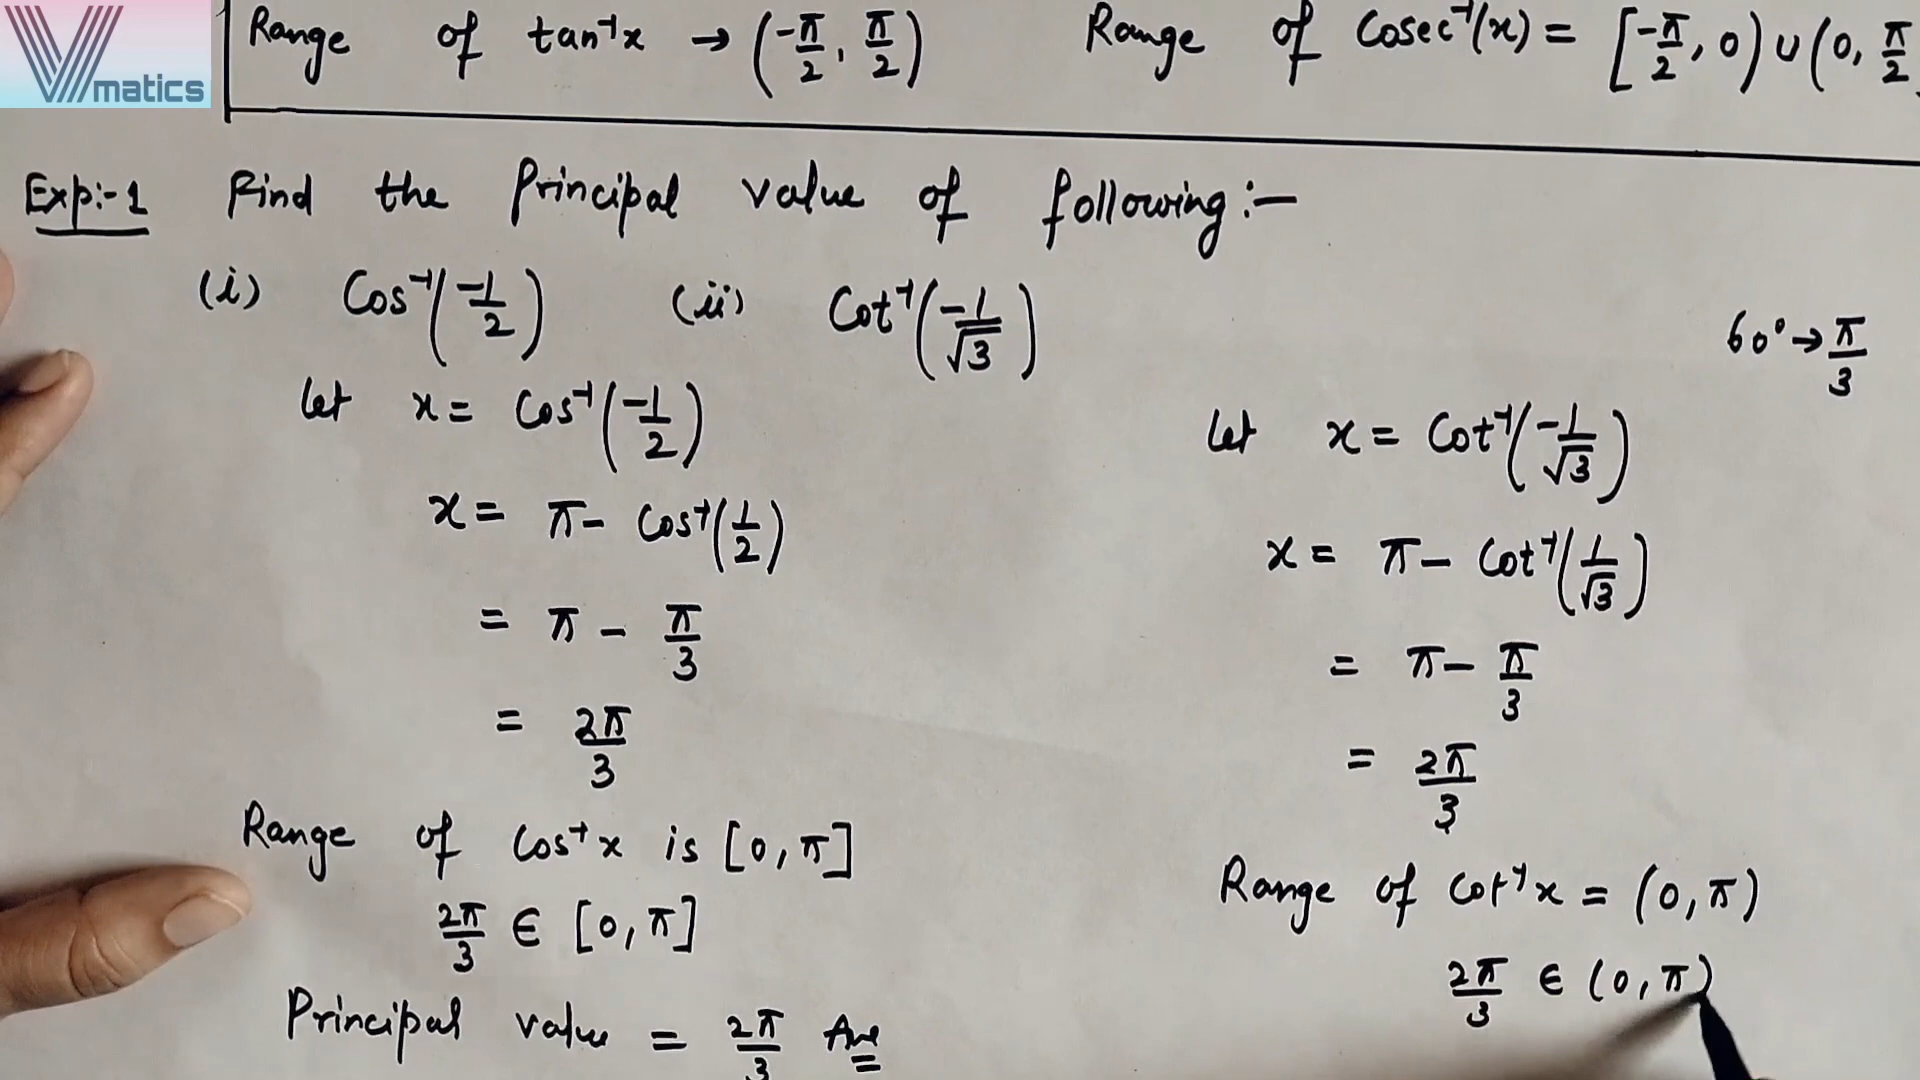 Vmatics
Range of tan⁻¹x → (-π/2, π/2)
Range of Cosec⁻¹(x) = [-π/2, 0) ∪ (0, π/2
Exp:-1 Find the Principal value of following:-
(i) Cos⁻¹(-1/2) (ii) Cot⁻¹(-1/√3)
60° → π/3
Let x = Cos⁻¹(-1/2)
x = π - Cos⁻¹(1/2)
= π - π/3
= 2π/3
Range of Cos⁻¹x is [0, π]
2π/3 ∈ [0, π]
Principal value = 2π/3 Ans
Let x = Cot⁻¹(-1/√3)
x = π - Cot⁻¹(1/√3)
= π - π/3
= 2π/3
Range of Cot⁻¹x = (0, π)
2π/3 ∈ (0, π)